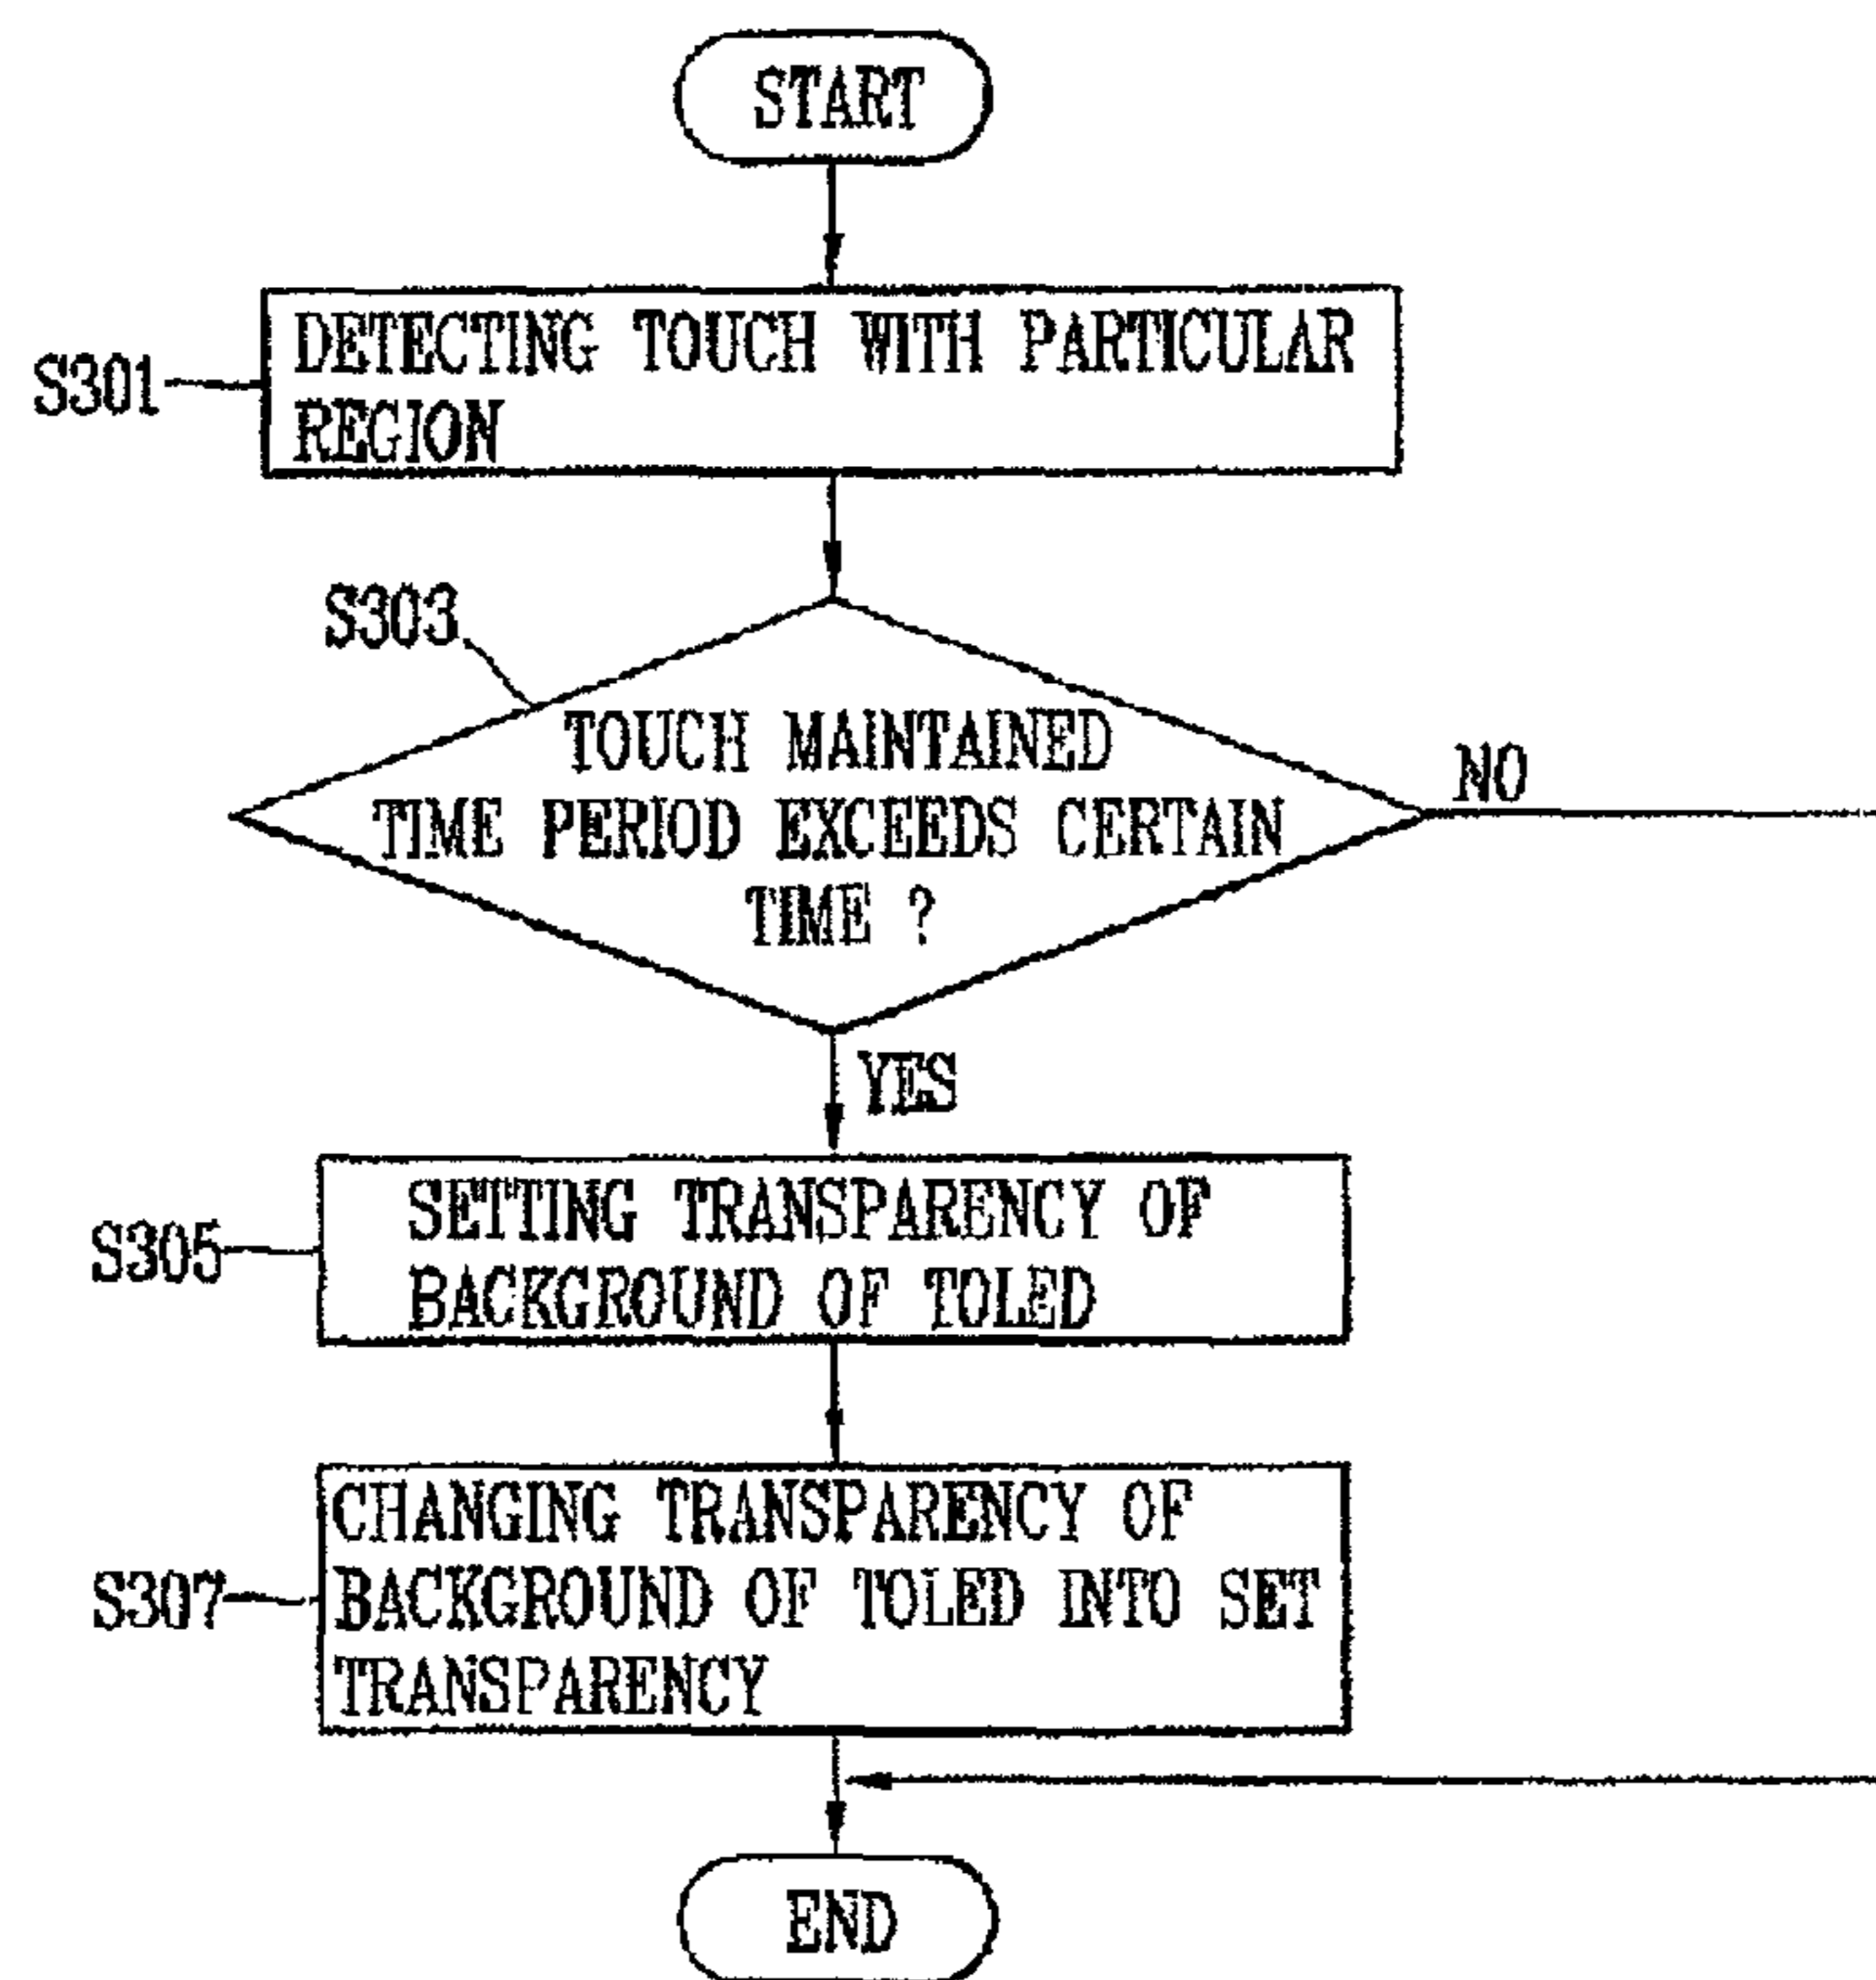 START
S301
DETECTING TOUCH WITH PARTICULAR
REGION
S303
TOUCH MAINTAINED
TIME PERIOD EXCEEDS CERTAIN
TIME ?
NO
YES
S305
SETTING TRANSPARENCY OF
BACKGROUND OF TOLED
S307
CHANGING TRANSPARENCY OF
BACKGROUND OF TOLED INTO SET
TRANSPARENCY
END